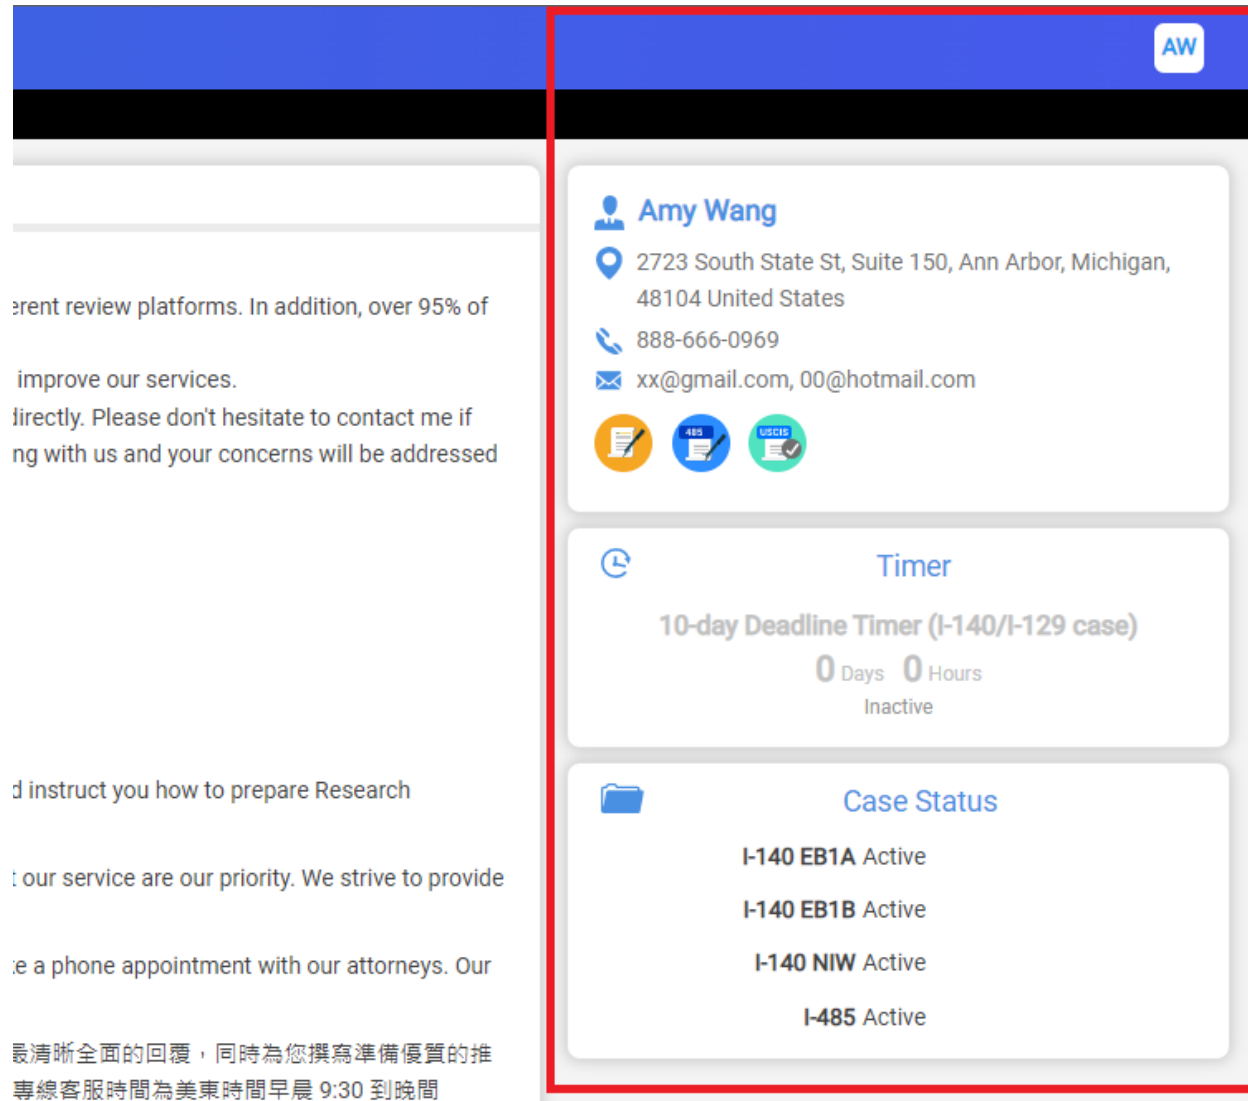 AW
erent review platforms. In addition, over 95% of
improve our services.
directly. Please don't hesitate to contact me if
ng with us and your concerns will be addressed
d instruct you how to prepare Research
t our service are our priority. We strive to provide
e a phone appointment with our attorneys. Our
最清晰全面的回覆，同時為您撰寫準備優質的推
專線客服時間為美東時間早晨 9:30 到晚間
Amy Wang
2723 South State St, Suite 150, Ann Arbor, Michigan,
48104 United States
888-666-0969
xx@gmail.com, 00@hotmail.com
485
USCIS
Timer
10-day Deadline Timer (I-140/I-129 case)
0 Days 0 Hours
Inactive
Case Status
I-140 EB1A Active
I-140 EB1B Active
I-140 NIW Active
I-485 Active